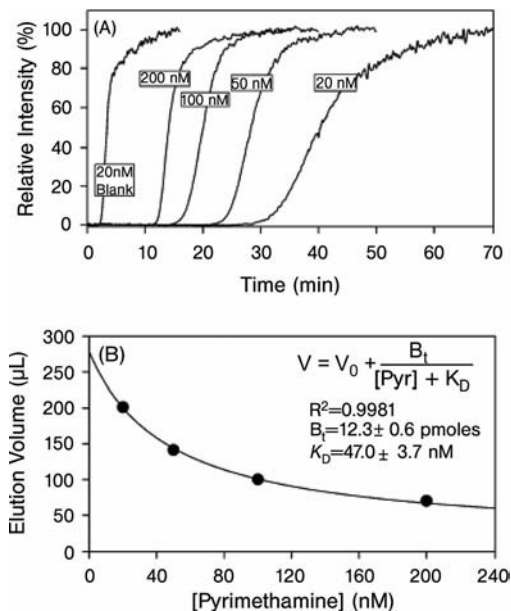 (A)
Relative Intensity (%)
100
80
60
40
20
0
200 nM
100 nM
50 nM
20 nM
20nM
Blank
0 10 20 30 40 50 60 70
Time (min)
(B)
Elution Volume (µL)
300
250
200
150
100
50
0
V = V₀ + Bₜ / ([Pyr] + K_D)
R²=0.9981
Bₜ=12.3± 0.6 pmoles
K_D=47.0± 3.7 nM
0 40 80 120 160 200 240
[Pyrimethamine] (nM)